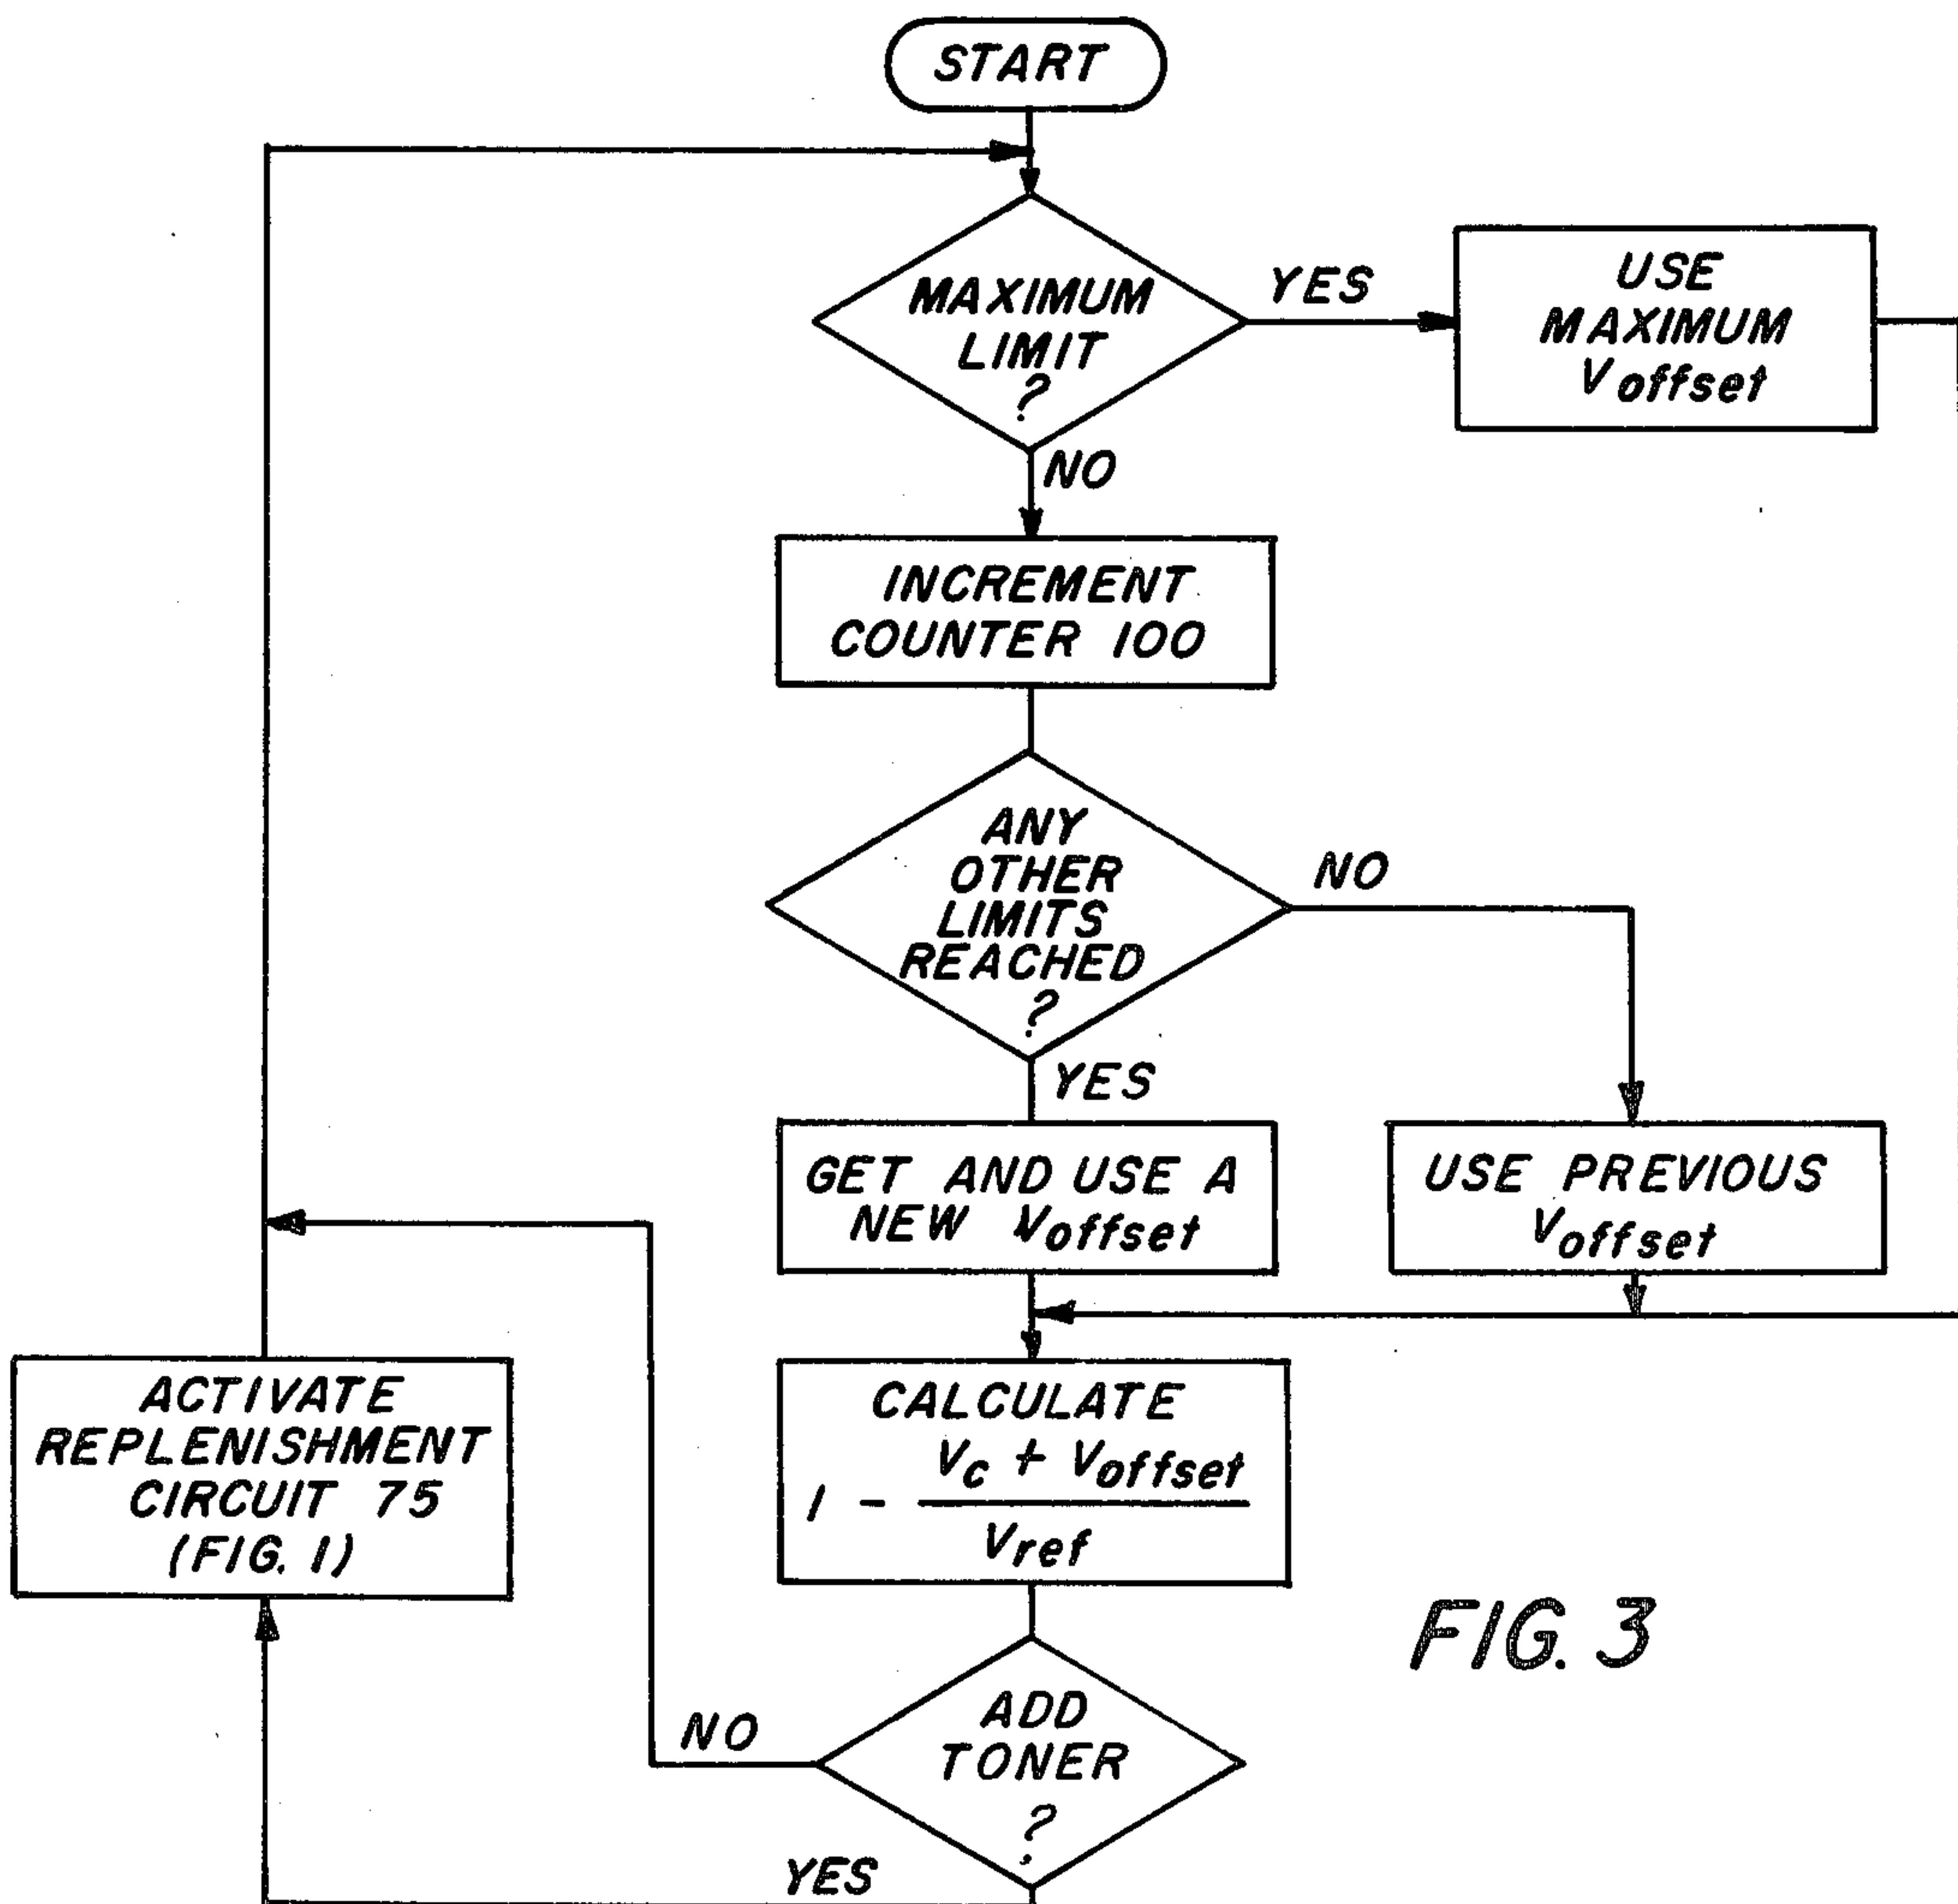 START
MAXIMUM
LIMIT
?
YES
USE
MAXIMUM
Voffset
NO
INCREMENT
COUNTER 100
ANY
OTHER
LIMITS
REACHED
?
NO
YES
GET AND USE A
NEW Voffset
USE PREVIOUS
Voffset
ACTIVATE
REPLENISHMENT
CIRCUIT 75
(FIG. 1)
CALCULATE
Vc + Voffset
1 -
Vref
FIG. 3
ADD
TONER
?
NO
YES